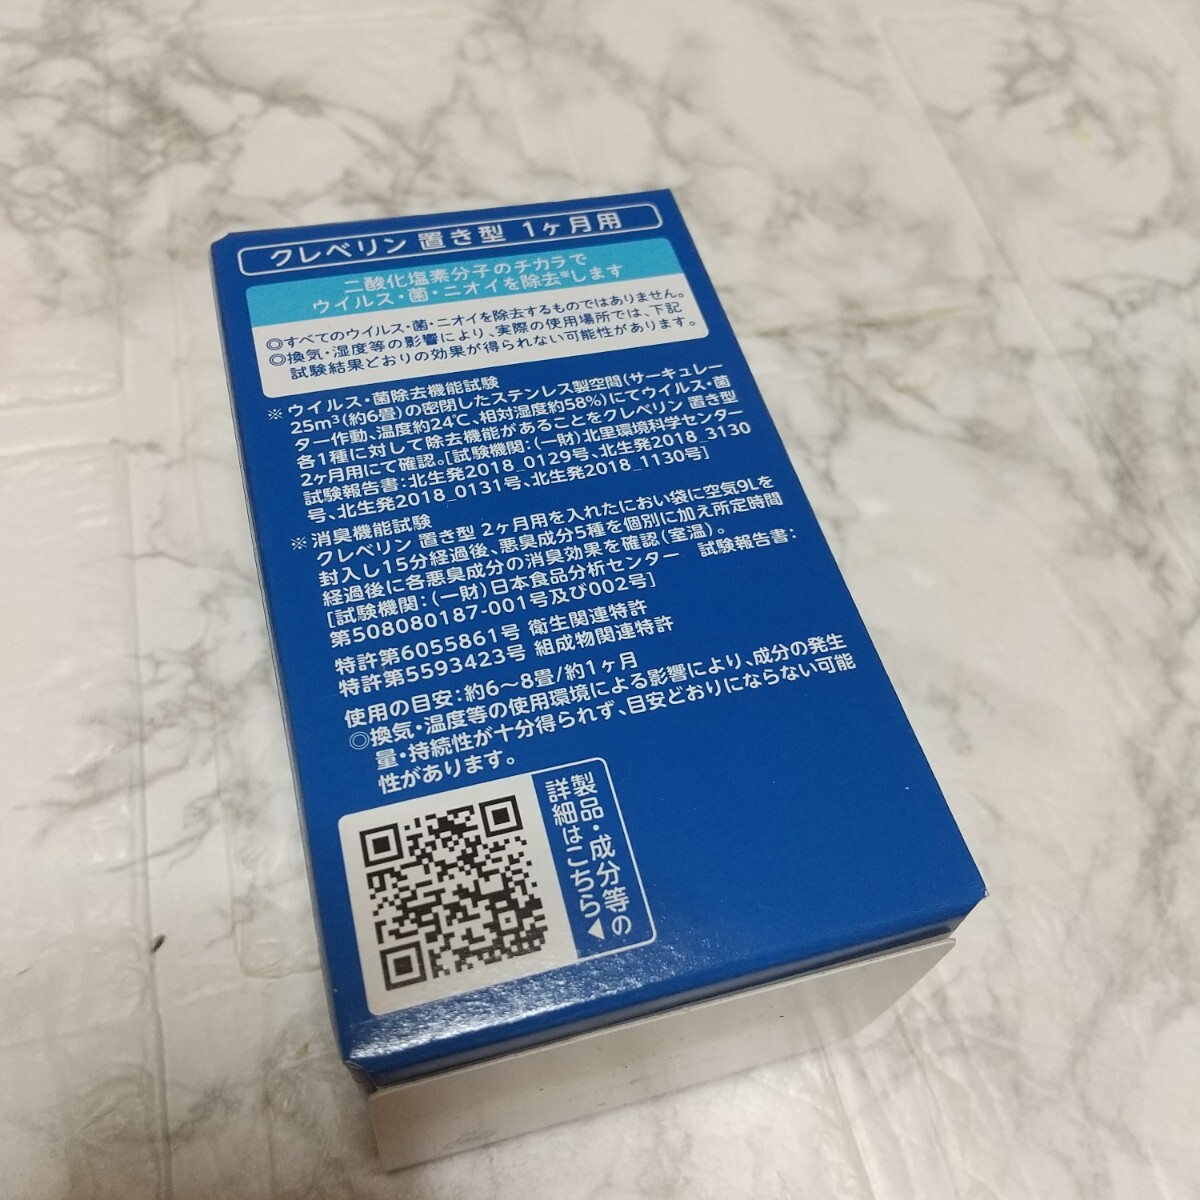 クレベリン 置き型 1ヶ月用
二酸化塩素分子のチカラで
ウイルス・菌・ニオイを除去※します
◎すべてのウイルス・菌・ニオイを除去するものではありません。
◎換気・湿度等の影響により、実際の使用場所では、下記
試験結果どおりの効果が得られない可能性があります。
※ ウイルス・菌除去機能試験
25m³(約6畳)の密閉したステンレス製空間(サーキュレー
ター作動、温度約24℃、相対湿度約58%)にてウイルス・菌
各1種に対して除去機能があることをクレベリン 置き型
2ヶ月用にて確認。[試験機関:(一財)北里環境科学センター
試験報告書:北生発2018_0129号、北生発2018_3130
号、北生発2018_0131号、北生発2018_1130号]
※ 消臭機能試験
クレベリン 置き型 2ヶ月用を入れたにおい袋に空気9Lを
封入し15分経過後、悪臭成分5種を個別に加え所定時間
経過後に各悪臭成分の消臭効果を確認(室温)。
[試験機関:(一財)日本食品分析センター 試験報告書:
第508080187-001号及び002号]
特許第6055861号 衛生関連特許
特許第5593423号 組成物関連特許
使用の目安:約6〜8畳/約1ヶ月
◎換気・温度等の使用環境による影響により、成分の発生
量・持続性が十分得られず、目安どおりにならない可能
性があります。
製品・成分等の
詳細はこちら◀